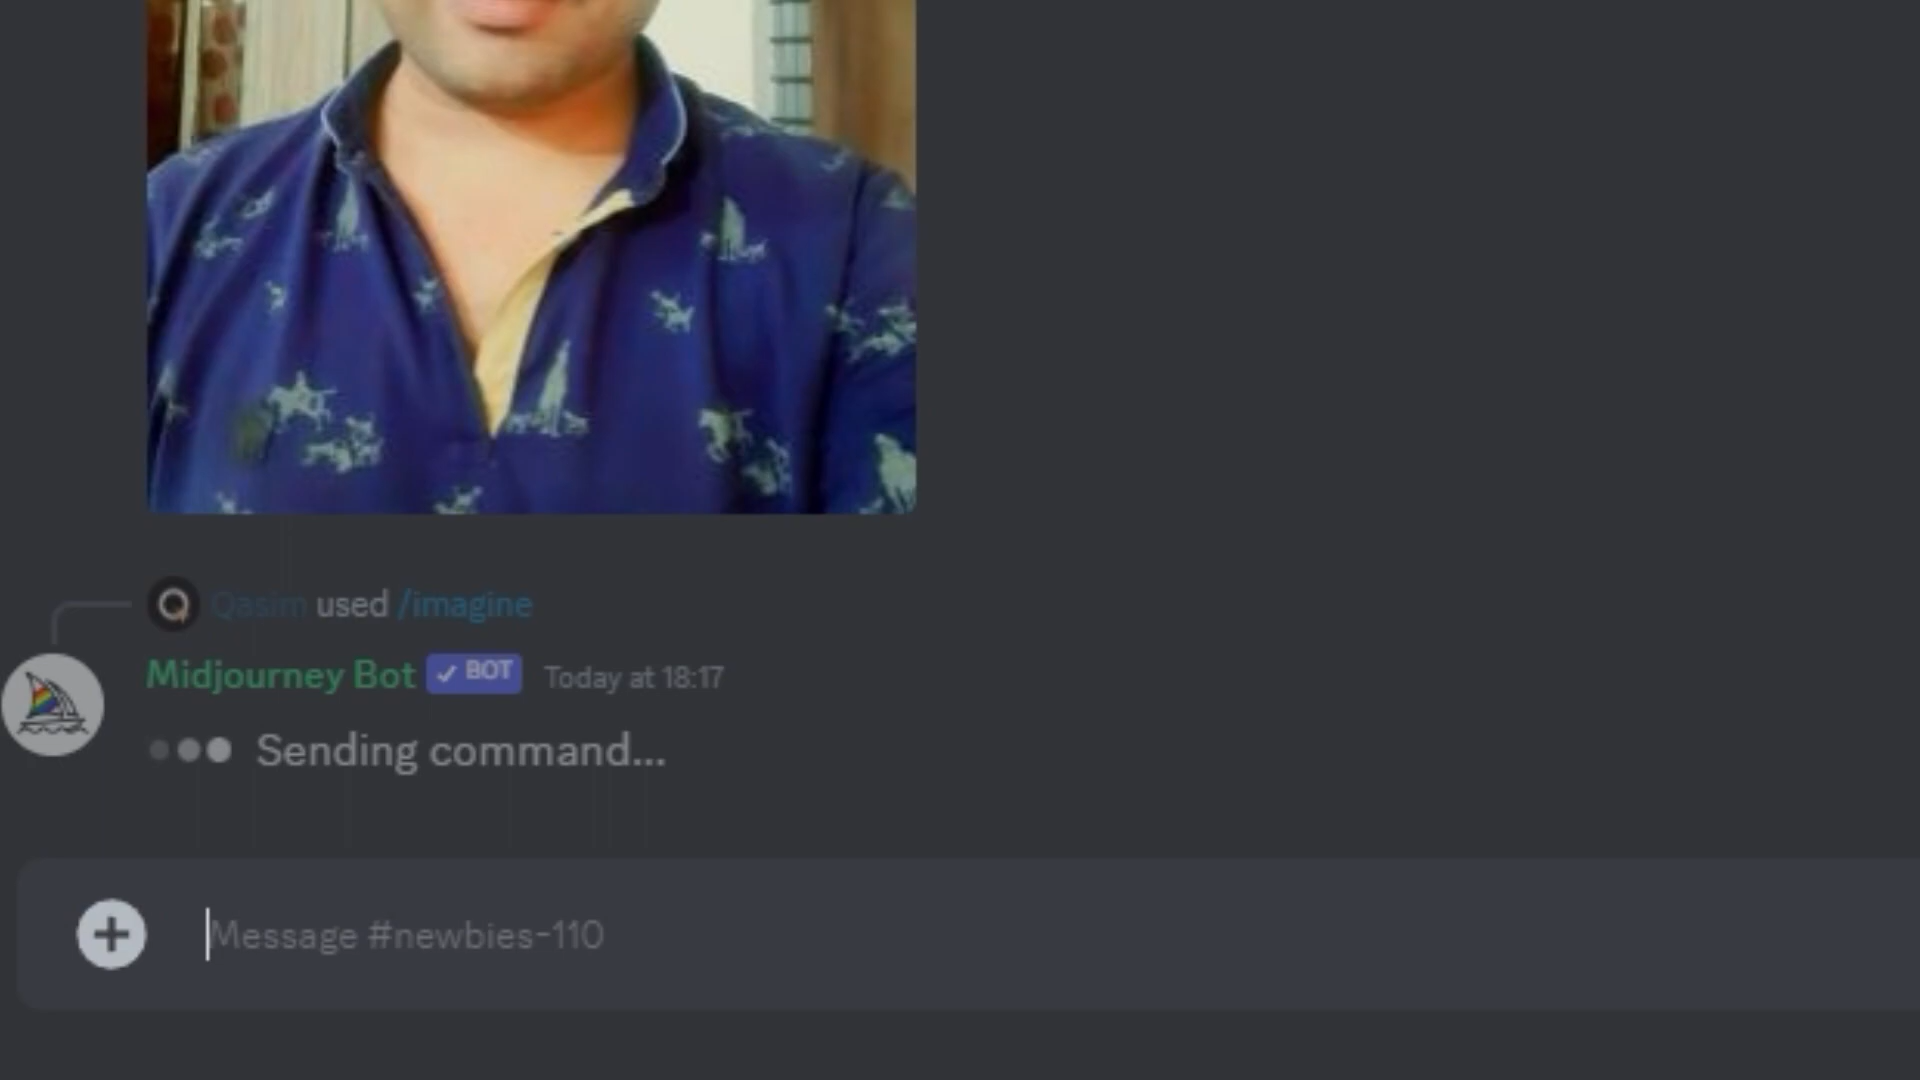 Qasim used /imagine
Midjourney Bot ✓ BOT Today at 18:17
Sending command...
Message #newbies-110